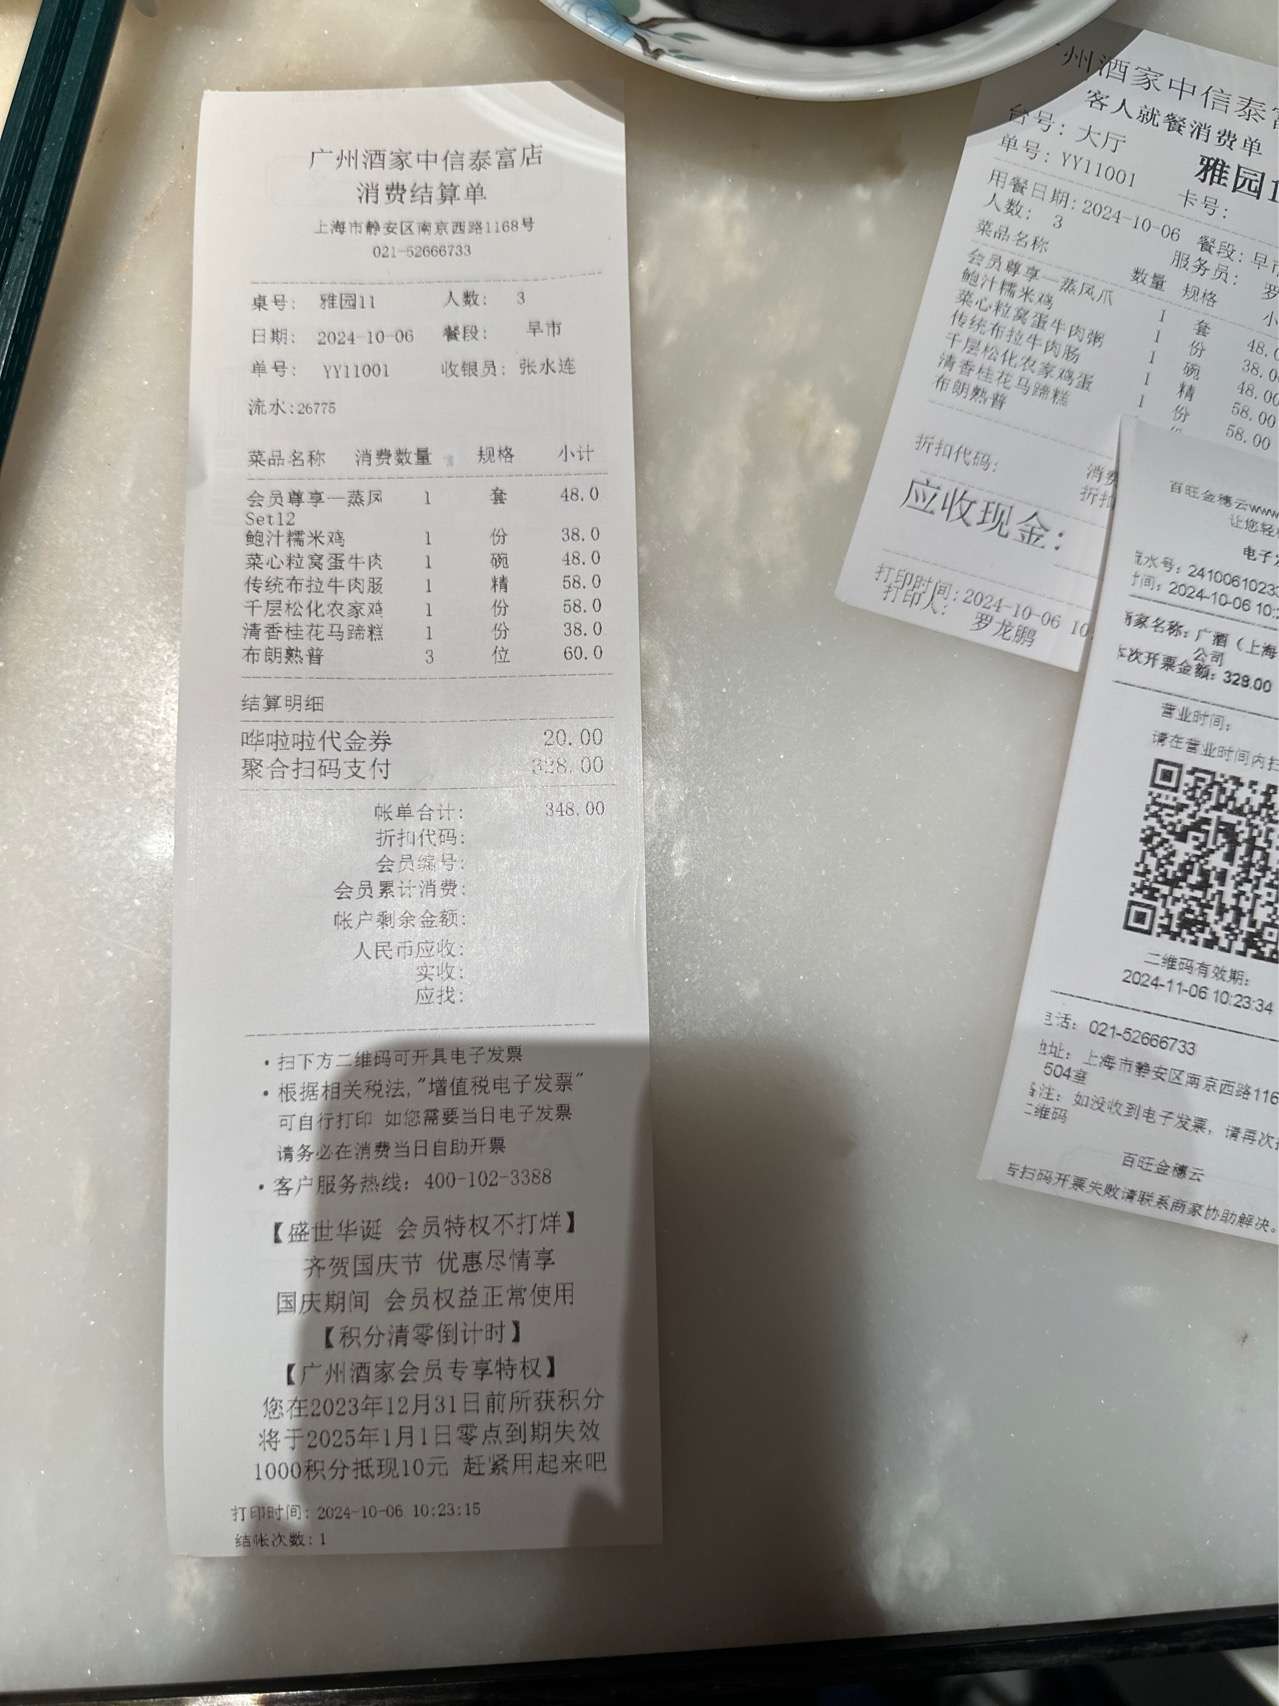 广州酒家中信泰富店
消费结算单
上海市静安区南京西路1168号
021-52666733
桌号: 雅园11 人数: 3
日期: 2024-10-06 餐段: 早市
单号: YY11001 收银员: 张水连
流水:26775
菜品名称 消费数量 规格 小计
会员尊享一蒸凤 1 套 48.0
Set12
鲍汁糯米鸡 1 份 38.0
菜心粒窝蛋牛肉 1 碗 48.0
传统布拉牛肉肠 1 精 58.0
千层松化农家鸡 1 份 58.0
清香桂花马蹄糕 1 份 38.0
布朗熟普 3 位 60.0
结算明细
哗啦啦代金券 20.00
聚合扫码支付 328.00
帐单合计: 348.00
折扣代码:
会员编号:
会员累计消费:
帐户剩余金额:
人民币应收:
实收:
应找:
·扫下方二维码可开具电子发票
·根据相关税法,"增值税电子发票"
可自行打印 如您需要当日电子发票
请务必在消费当日自助开票
·客户服务热线: 400-102-3388
【盛世华诞 会员特权不打烊】
齐贺国庆节 优惠尽情享
国庆期间 会员权益正常使用
【积分清零倒计时】
【广州酒家会员专享特权】
您在2023年12月31日前所获积分
将于2025年1月1日零点到期失效
1000积分抵现10元 赶紧用起来吧
打印时间: 2024-10-06 10:23:15
结帐次数: 1
州酒家中信泰
客人就餐消费单
台号: 大厅 雅园1
单号: YY11001 卡号:
用餐日期: 2024-10-06 餐段: 早市
人数: 3 服务员: 罗
菜品名称 数量 规格 小
会员尊享一蒸凤爪 1 套 48.0
鲍汁糯米鸡 1 份 38.0
菜心粒窝蛋牛肉粥 1 碗 48.00
传统布拉牛肉肠 1 精 58.00
千层松化农家鸡蛋 1 份 58.00
清香桂花马蹄糕 1
布朗熟普
折扣代码: 消费
折扣
应收现金:
打印时间: 2024-10-06 10:
打印人: 罗龙鹏
百旺金穗云www
让您轻
电子
流水号: 2410061023
时间: 2024-10-06 10:
商家名称: 广酒（上海
公司
本次开票金额: 328.00
营业时间:
请在营业时间内扫
二维码有效期:
2024-11-06 10:23:34
电话: 021-52666733
地址: 上海市静安区南京西路116
504室
备注: 如没收到电子发票, 请再次
二维码
百旺金穗云
扫码开票失败请联系商家协助解决。